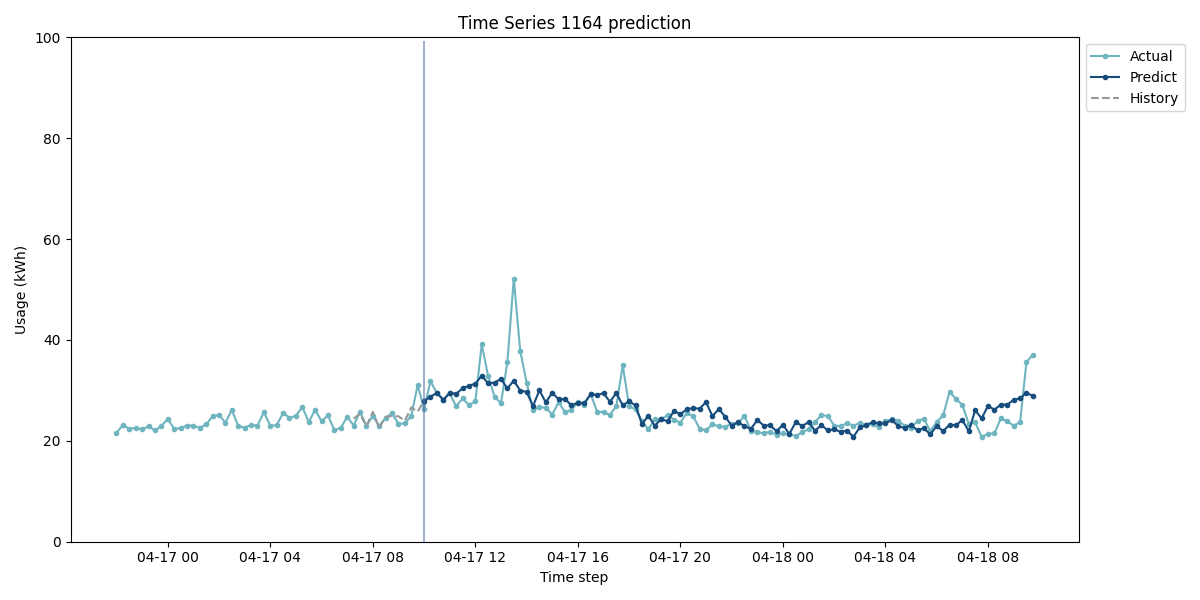 Time Series 1164 prediction
Usage (kWh)
100
80
60
40
20
0
04-17 00
04-17 04
04-17 08
04-17 12
04-17 16
04-17 20
04-18 00
04-18 04
04-18 08
Time step
Actual
Predict
History